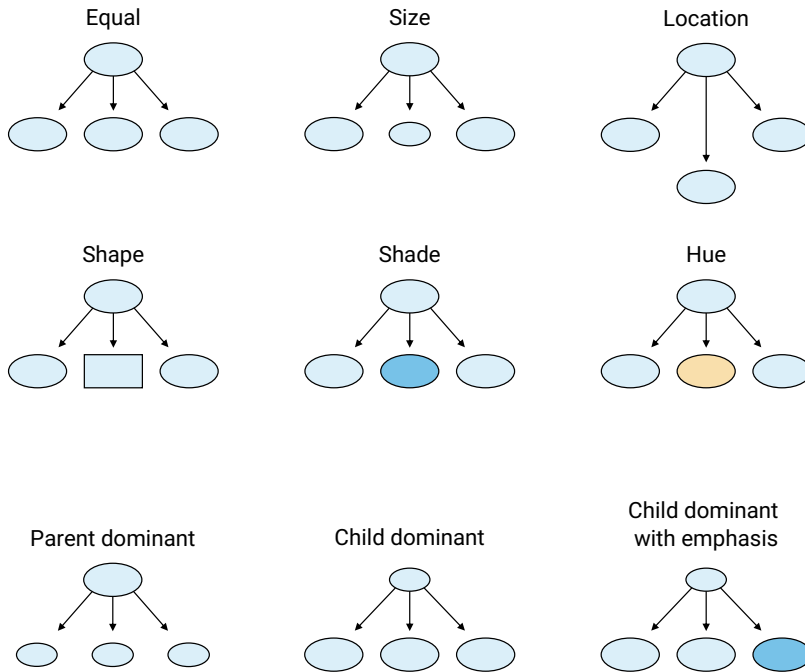 Equal
Size
Location
Shape
Shade
Hue
Parent dominant
Child dominant
Child dominant
with emphasis